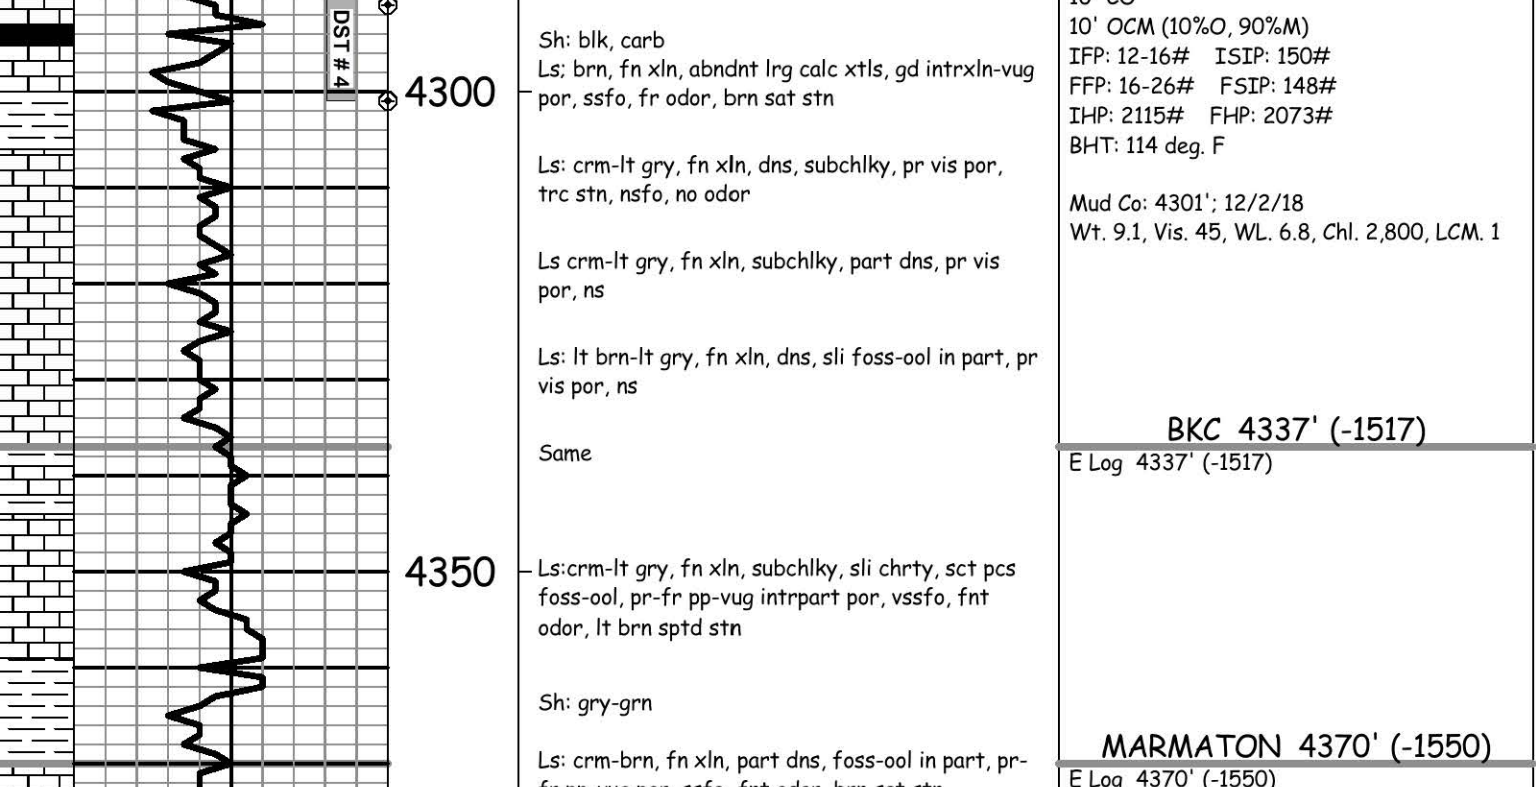 DST # 4
4300
4350
Sh: blk, carb
Ls; brn, fn xln, abndnt lrg calc xtls, gd intrxln-vug
por, ssfo, fr odor, brn sat stn
Ls: crm-lt gry, fn xln, dns, subchlky, pr vis por,
trc stn, nsfo, no odor
Ls crm-lt gry, fn xln, subchlky, part dns, pr vis
por, ns
Ls: lt brn-lt gry, fn xln, dns, sli foss-ool in part, pr
vis por, ns
Same
Ls:crm-lt gry, fn xln, subchlky, sli chrty, sct pcs
foss-ool, pr-fr pp-vug intrpart por, vssfo, fnt
odor, lt brn sptd stn
Sh: gry-grn
Ls: crm-brn, fn xln, part dns, foss-ool in part, pr-
10' OCM (10%O, 90%M)
IFP: 12-16# ISIP: 150#
FFP: 16-26# FSIP: 148#
IHP: 2115# FHP: 2073#
BHT: 114 deg. F
Mud Co: 4301'; 12/2/18
Wt. 9.1, Vis. 45, WL. 6.8, Chl. 2,800, LCM. 1
BKC 4337' (-1517)
E Log 4337' (-1517)
MARMATON 4370' (-1550)
E Log 4370' (-1550)